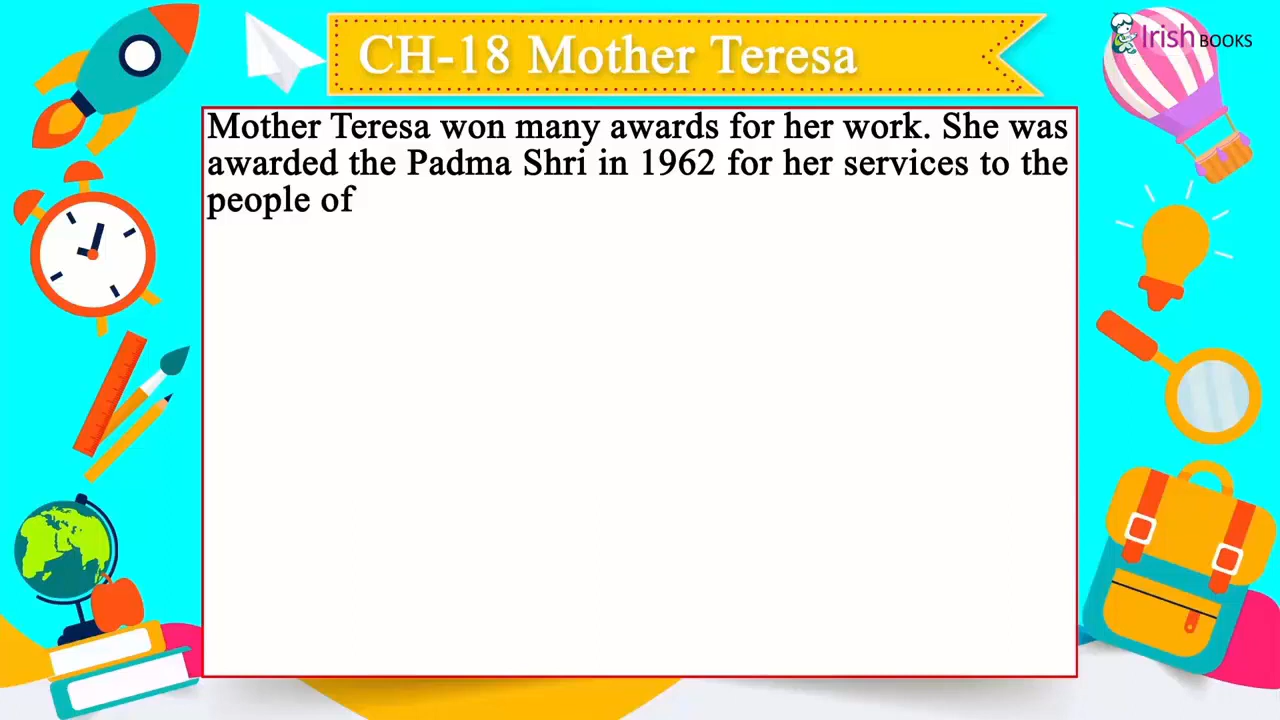 CH-18 Mother Teresa
Irish BOOKS
Mother Teresa won many awards for her work. She was
awarded the Padma Shri in 1962 for her services to the
people of